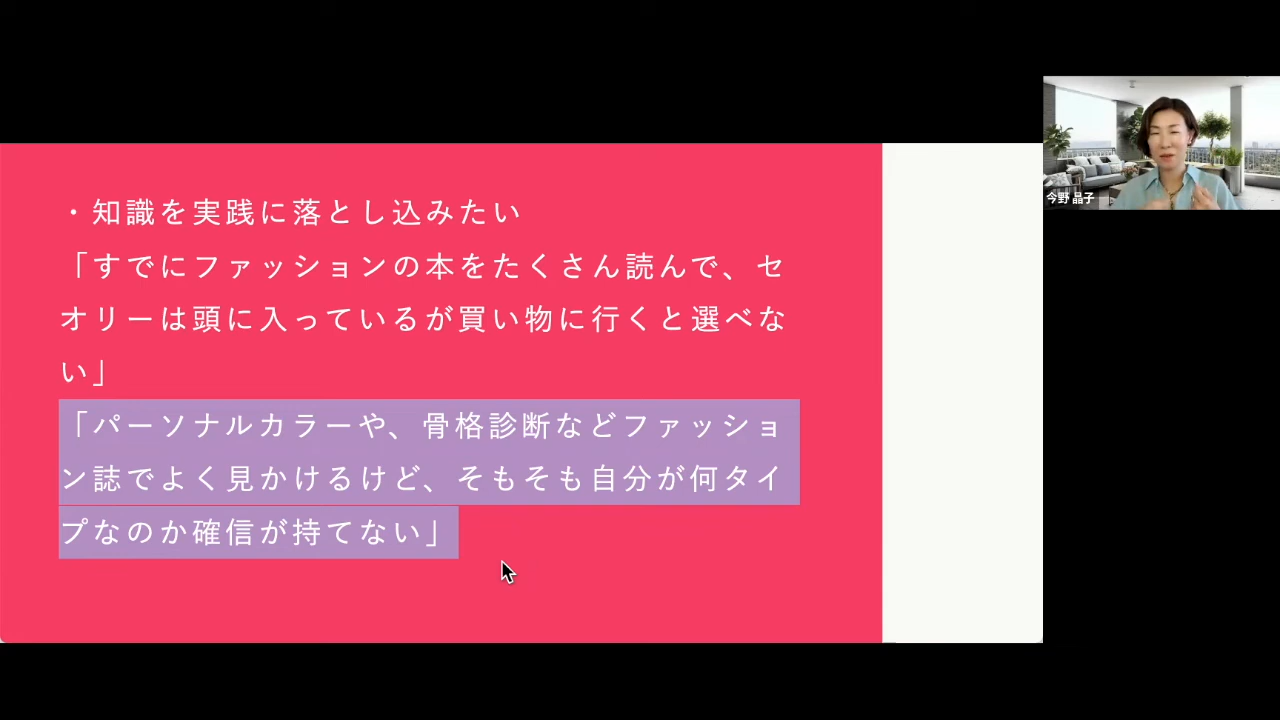 ・知識を実践に落とし込みたい
「すでにファッションの本をたくさん読んで、セ
オリーは頭に入っているが買い物に行くと選べな
い」
「パーソナルカラーや、骨格診断などファッショ
ン誌でよく見かけるけど、そもそも自分が何タイ
プなのか確信が持てない」
今野 晶子